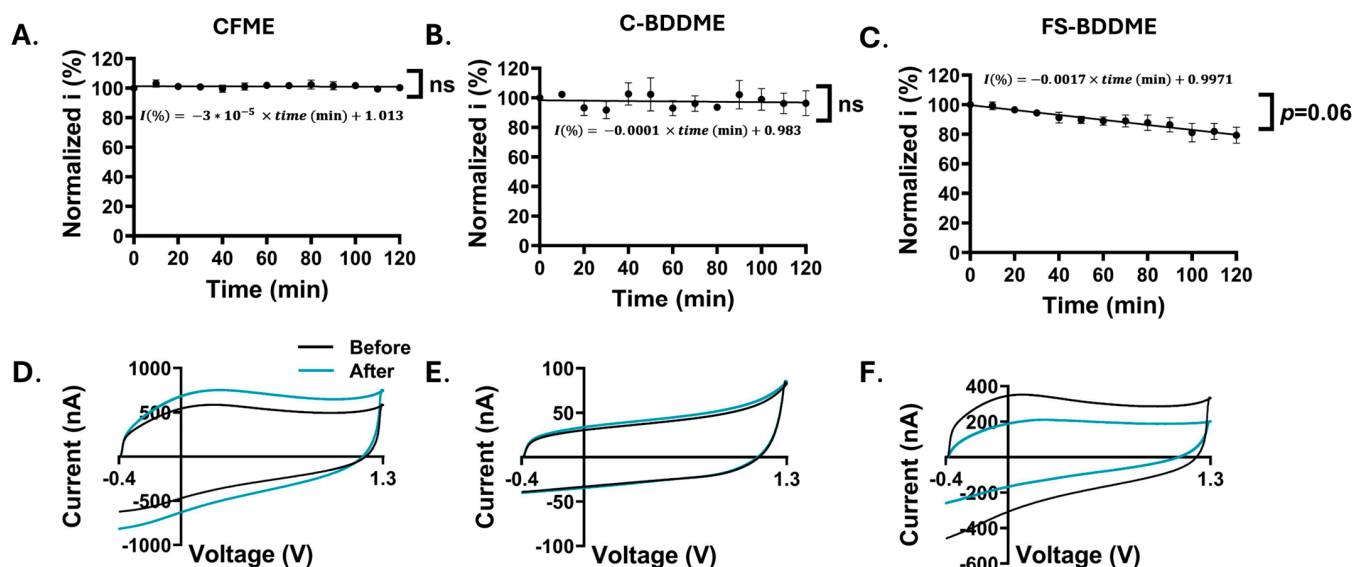 A.
CFME
B.
C-BDDME
C.
FS-BDDME
Normalized i (%)
120
100
80
60
40
20
0
I(%) = −3 * 10⁻⁵ × time (min) + 1.013
ns
0 20 40 60 80 100 120
Time (min)
Normalized i (%)
120
100
80
60
40
20
0
I(%) = −0.0001 × time (min) + 0.983
ns
0 20 40 60 80 100 120
Time (min)
Normalized i (%)
120
100
80
60
40
20
0
I(%) = −0.0017 × time (min) + 0.9971
p=0.06
0 20 40 60 80 100 120
Time (min)
D.
Before
After
Current (nA)
1000
500
-500
-1000
-0.4
1.3
Voltage (V)
E.
Current (nA)
100
50
-50
-100
-0.4
1.3
Voltage (V)
F.
Current (nA)
400
200
-200
-400
-600
-0.4
1.3
Voltage (V)